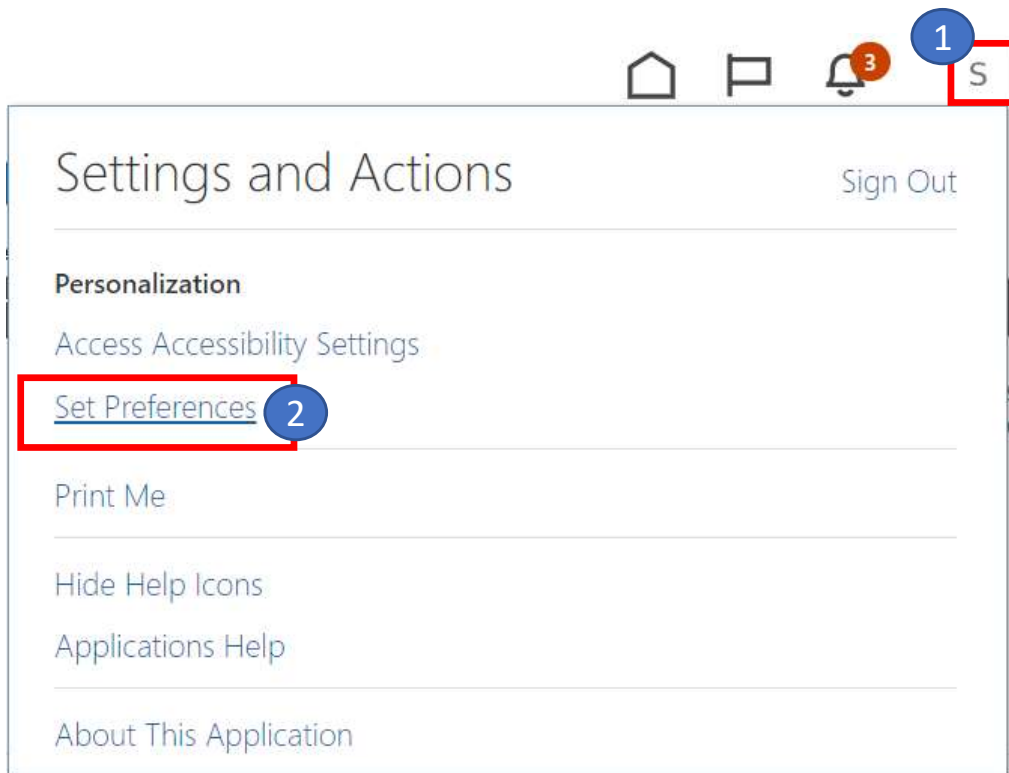 1
3
S
Settings and Actions
Sign Out
Personalization
Access Accessibility Settings
Set Preferences
2
Print Me
Hide Help Icons
Applications Help
About This Application